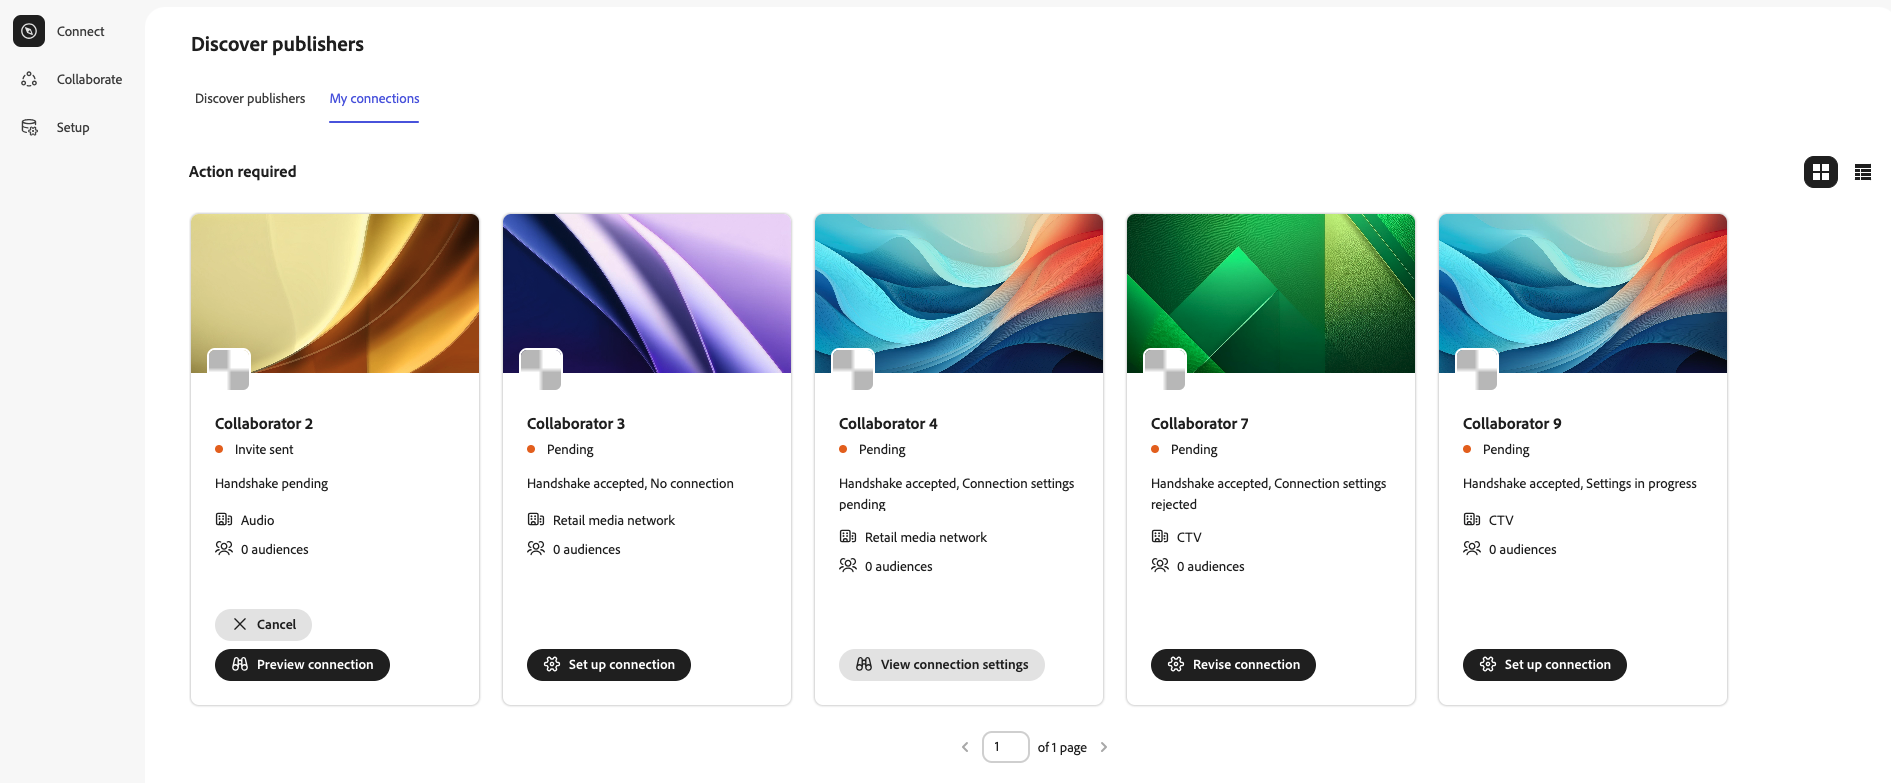 Connect
Collaborate
Setup
Discover publishers
Discover publishers
My connections
Action required
Collaborator 2
Invite sent
Handshake pending
Audio
0 audiences
Cancel
Preview connection
Collaborator 3
Pending
Handshake accepted, No connection
Retail media network
0 audiences
Set up connection
Collaborator 4
Pending
Handshake accepted, Connection settings
pending
Retail media network
0 audiences
View connection settings
Collaborator 7
Pending
Handshake accepted, Connection settings
rejected
CTV
0 audiences
Revise connection
Collaborator 9
Pending
Handshake accepted, Settings in progress
CTV
0 audiences
Set up connection
1 of 1 page